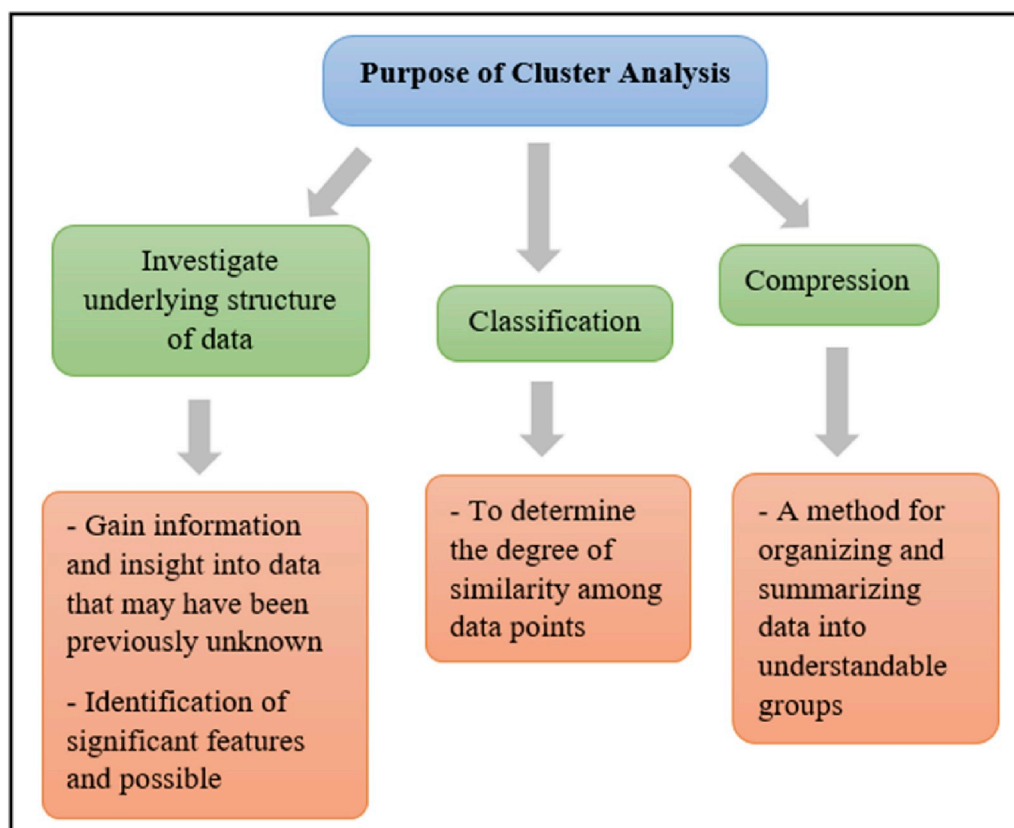 Purpose of Cluster Analysis
Investigate
underlying structure
of data
Classification
Compression
- Gain information
and insight into data
that may have been
previously unknown
- Identification of
significant features
and possible
- To determine
the degree of
similarity among
data points
- A method for
organizing and
summarizing
data into
understandable
groups